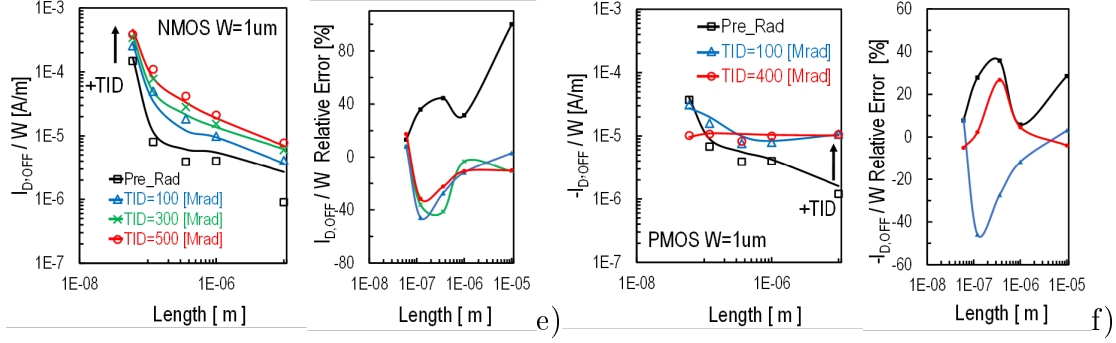 NMOS W=1um
I_D,OFF / W [A/m]
1E-3
1E-4
1E-5
1E-6
1E-7
+TID
Pre_Rad
TID=100 [Mrad]
TID=300 [Mrad]
TID=500 [Mrad]
1E-08
1E-06
Length [ m ]
I_D,OFF / W Relative Error [%]
80
40
0
-40
-80
1E-08
1E-07
1E-06
1E-05
Length [ m ]
e)
-I_D,OFF / W [A/m]
1E-3
1E-4
1E-5
1E-6
1E-7
Pre_Rad
TID=100 [Mrad]
TID=400 [Mrad]
+TID
PMOS W=1um
1E-08
1E-06
Length [ m ]
-I_D,OFF / W Relative Error [%]
60
40
20
0
-20
-40
60
1E-08
1E-07
1E-06
1E-05
Length [ m ]
f)